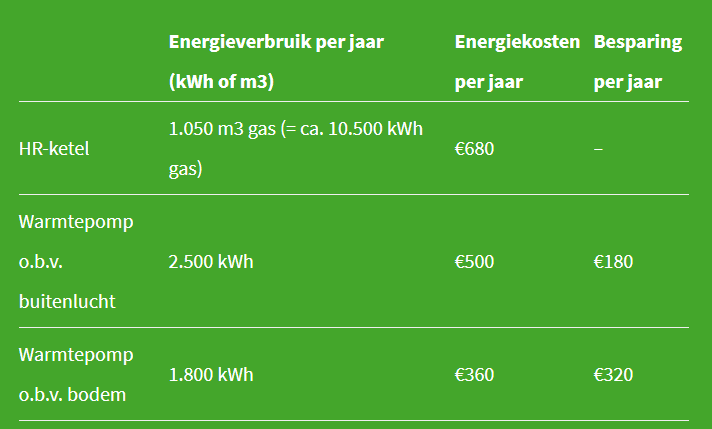 Energieverbruik per jaar Energiekosten Besparing
(kWh of m3) per jaar per jaar
1.050 m3 gas (= ca. 10.500 kWh
HR-ketel €680 –
gas)
Warmtepomp
o.b.v. 2.500 kWh €500 €180
buitenlucht
Warmtepomp
1.800 kWh €360 €320
o.b.v. bodem